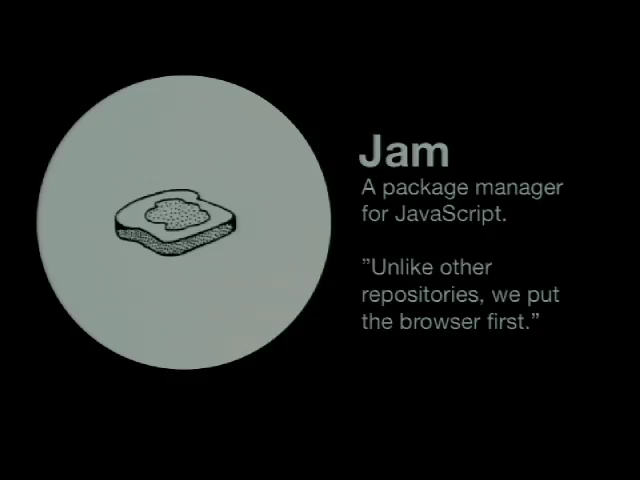 Jam
A package manager
for JavaScript.
”Unlike other
repositories, we put
the browser first.”